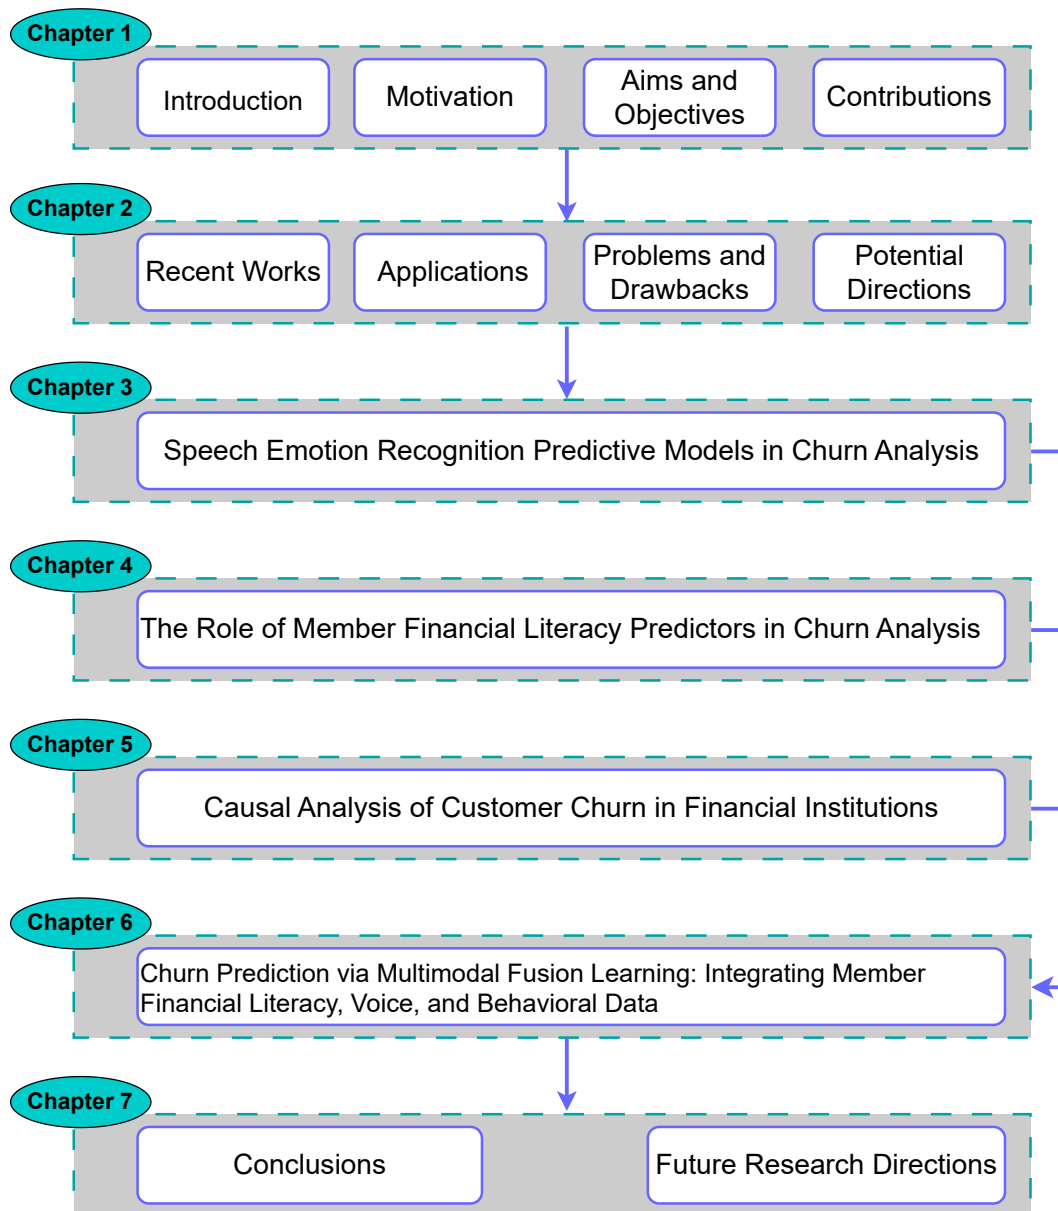 Chapter 1
Introduction
Motivation
Aims and
Objectives
Contributions
Chapter 2
Recent Works
Applications
Problems and
Drawbacks
Potential
Directions
Chapter 3
Speech Emotion Recognition Predictive Models in Churn Analysis
Chapter 4
The Role of Member Financial Literacy Predictors in Churn Analysis
Chapter 5
Causal Analysis of Customer Churn in Financial Institutions
Chapter 6
Churn Prediction via Multimodal Fusion Learning: Integrating Member
Financial Literacy, Voice, and Behavioral Data
Chapter 7
Conclusions
Future Research Directions